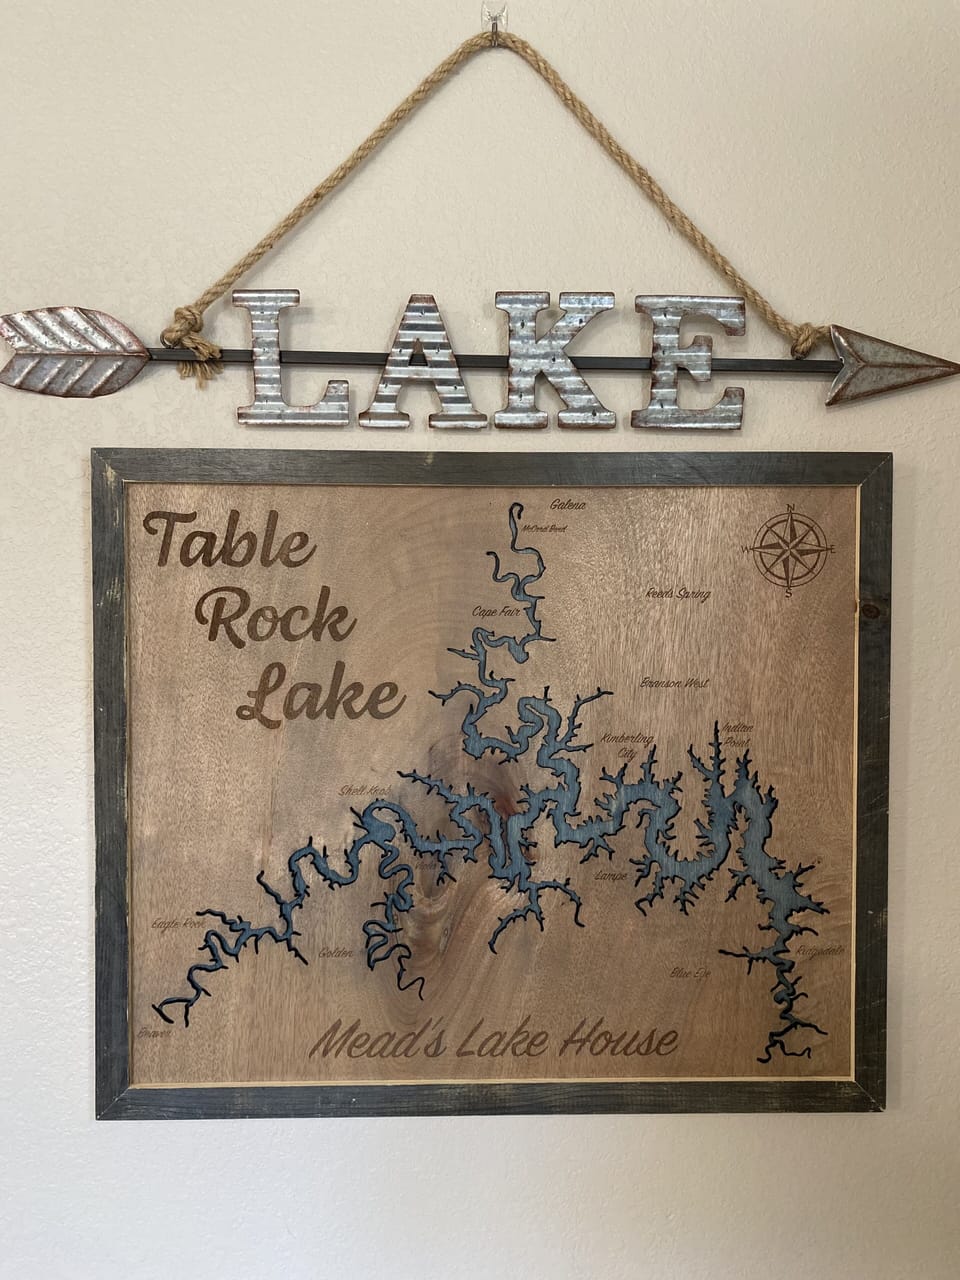 LAKE
Table
Rock
Lake
Galena
McCord Bend
N
W E
S
Reeds Spring
Cape Fair
Branson West
Indian
Point
Kimberling
City
Shell Knob
Lampe
Eagle Rock
Golden
Ridgedale
Blue Eye
Beaver
Mead's Lake House